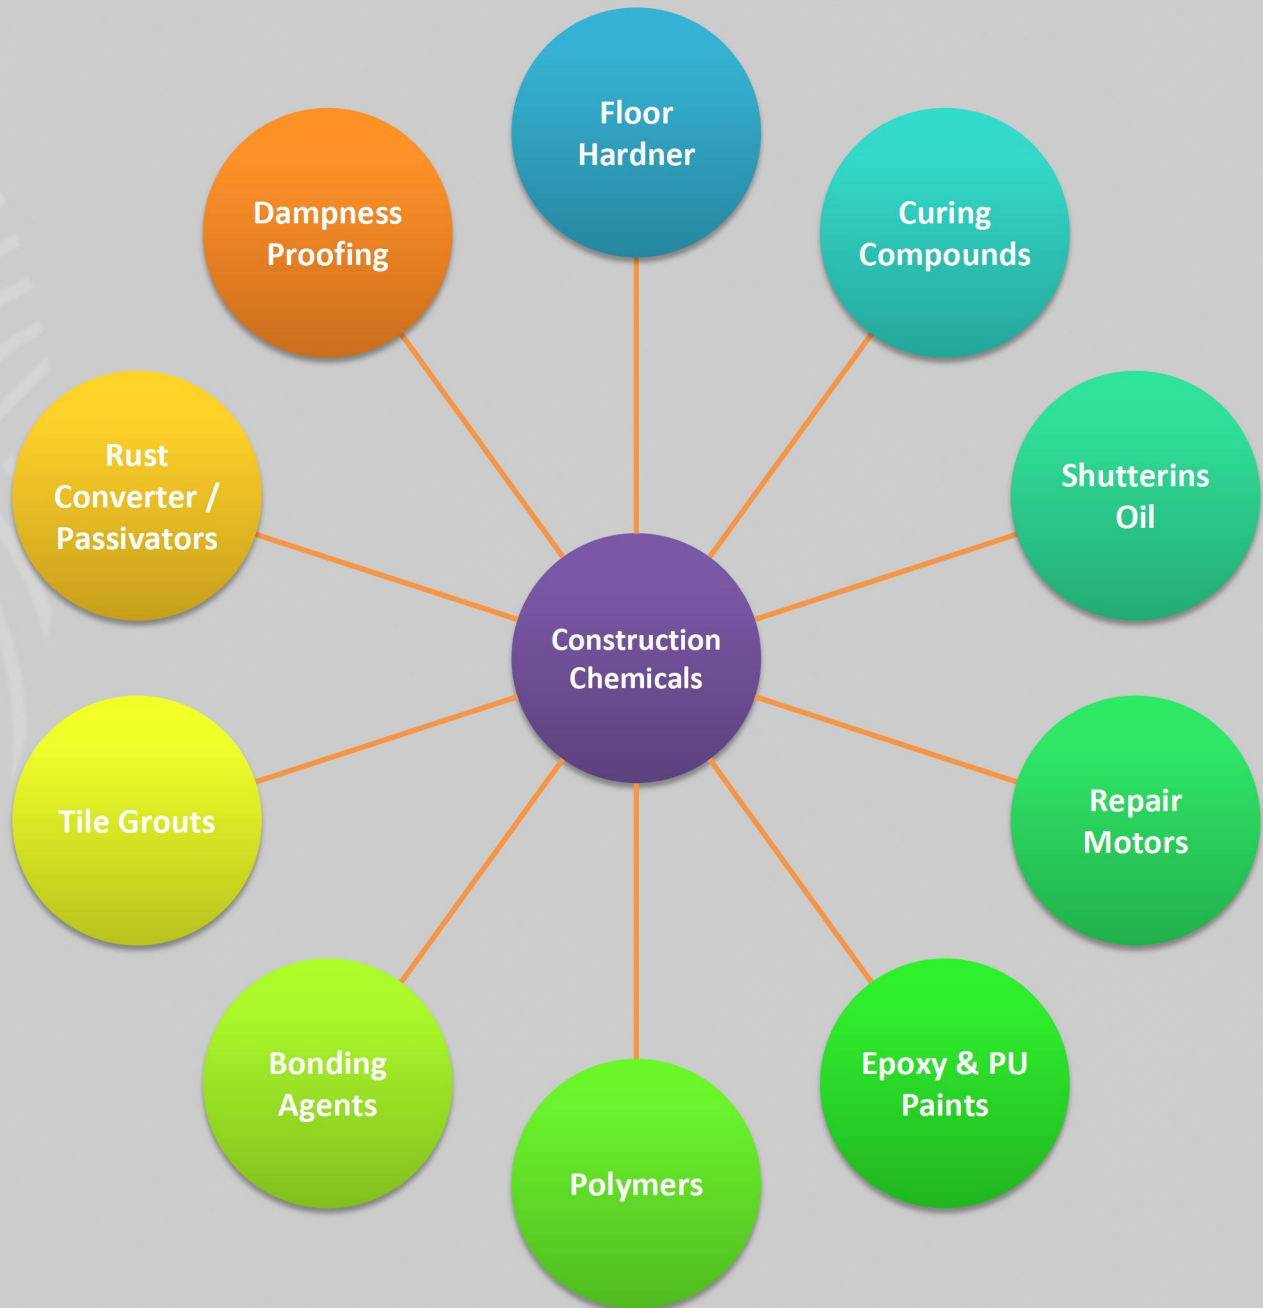 Floor
Hardner
Curing
Compounds
Shutterins
Oil
Repair
Motors
Epoxy & PU
Paints
Polymers
Bonding
Agents
Tile Grouts
Rust
Converter /
Passivators
Dampness
Proofing
Construction
Chemicals